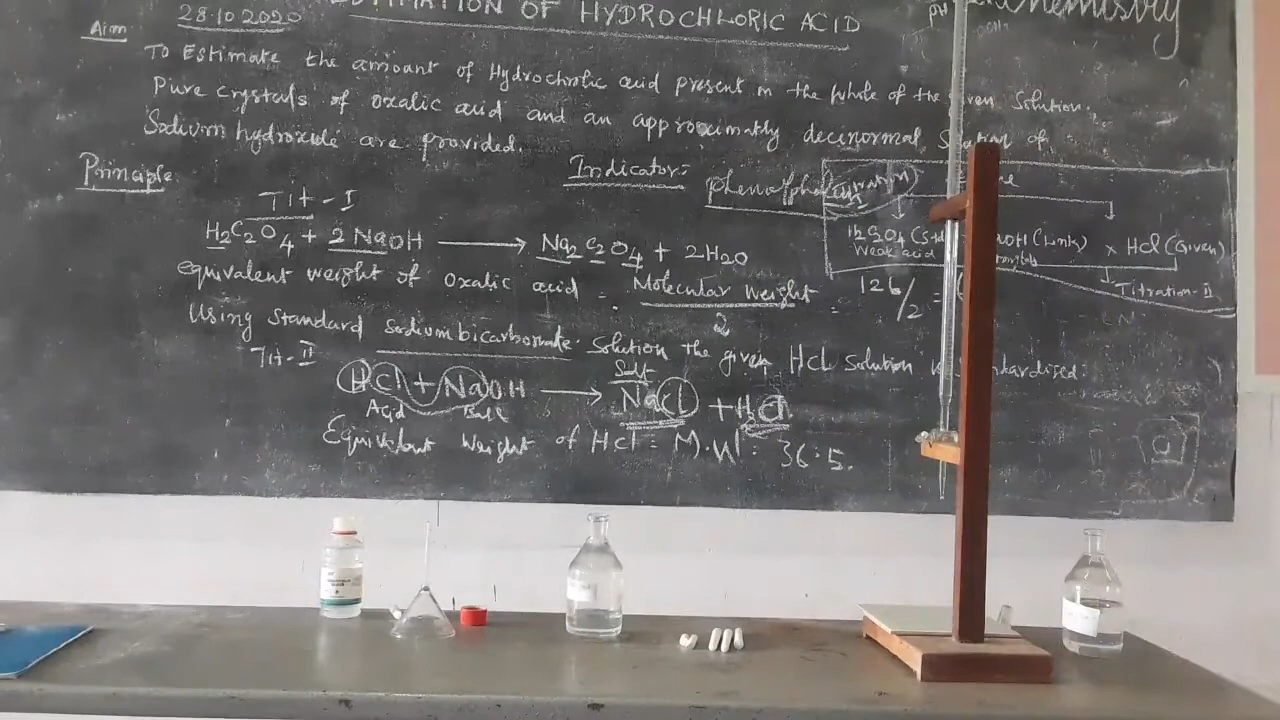 28.10.2020
ESTIMATION OF HYDROCHLORIC ACID
Chemistry
PH
Aim
To Estimate the amount of Hydrochloric acid present in the whole of the given Solution.
Pure crystals of oxalic acid and an approximately decinormal Solution of
Sodium hydroxide are provided.
Principle
Indicator:
Tit-I
H2C2O4 + 2NaOH → Na2C2O4 + 2H2O
Weak acid
(Link) × HCl (Given)
Titration-II
equivalent weight of Oxalic acid = Molecular weight / 2 = 126/2 =
Using Standard Sodium bicarbonate Solution the given HCl solution is standardised.
Tit-II
Salt
HCl + NaOH → NaCl +
Acid Base
Equivalent Weight of HCl = M.W = 36.5.